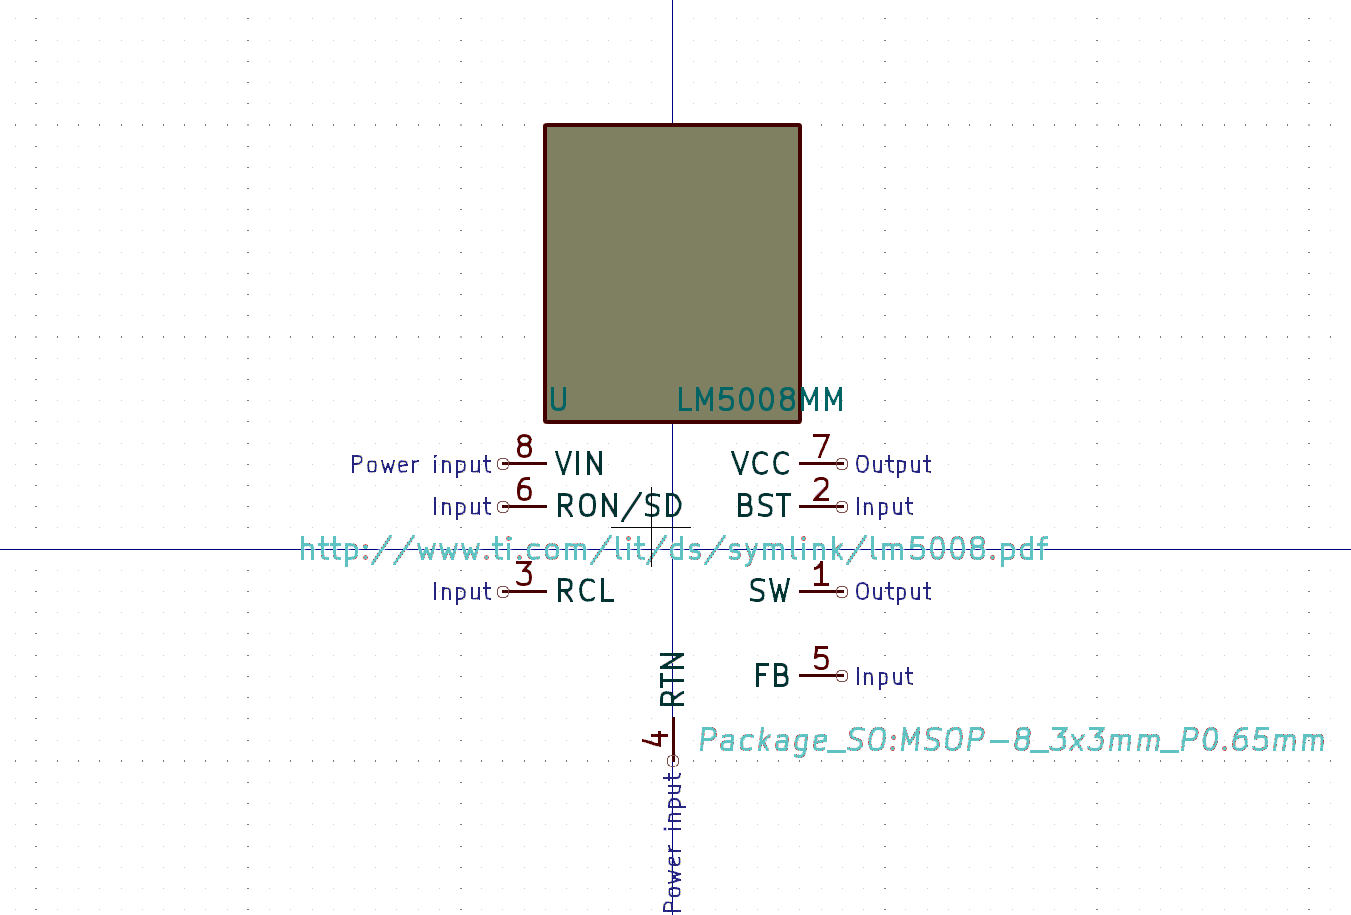 U LM5008MM
8 7
Power input VIN VCC Output
6 2
Input RON/SD BST Input
http://www.ti.com/lit/ds/symlink/lm5008.pdf
3 1
Input RCL SW Output
RTN
5
FB Input
4
Package_SO:MSOP-8_3x3mm_P0.65mm
Power input